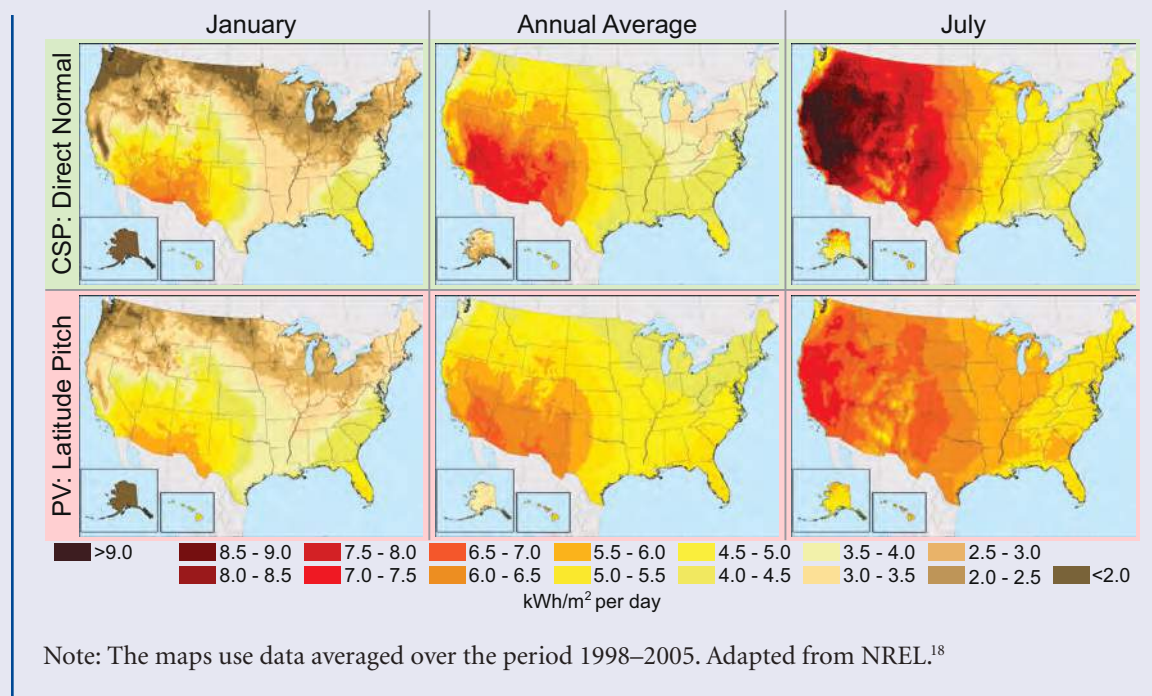 January
Annual Average
July
CSP: Direct Normal
PV: Latitude Pitch
>9.0
8.5 - 9.0
7.5 - 8.0
6.5 - 7.0
5.5 - 6.0
4.5 - 5.0
3.5 - 4.0
2.5 - 3.0
8.0 - 8.5
7.0 - 7.5
6.0 - 6.5
5.0 - 5.5
4.0 - 4.5
3.0 - 3.5
2.0 - 2.5
<2.0
kWh/m² per day
Note: The maps use data averaged over the period 1998–2005. Adapted from NREL.¹⁸